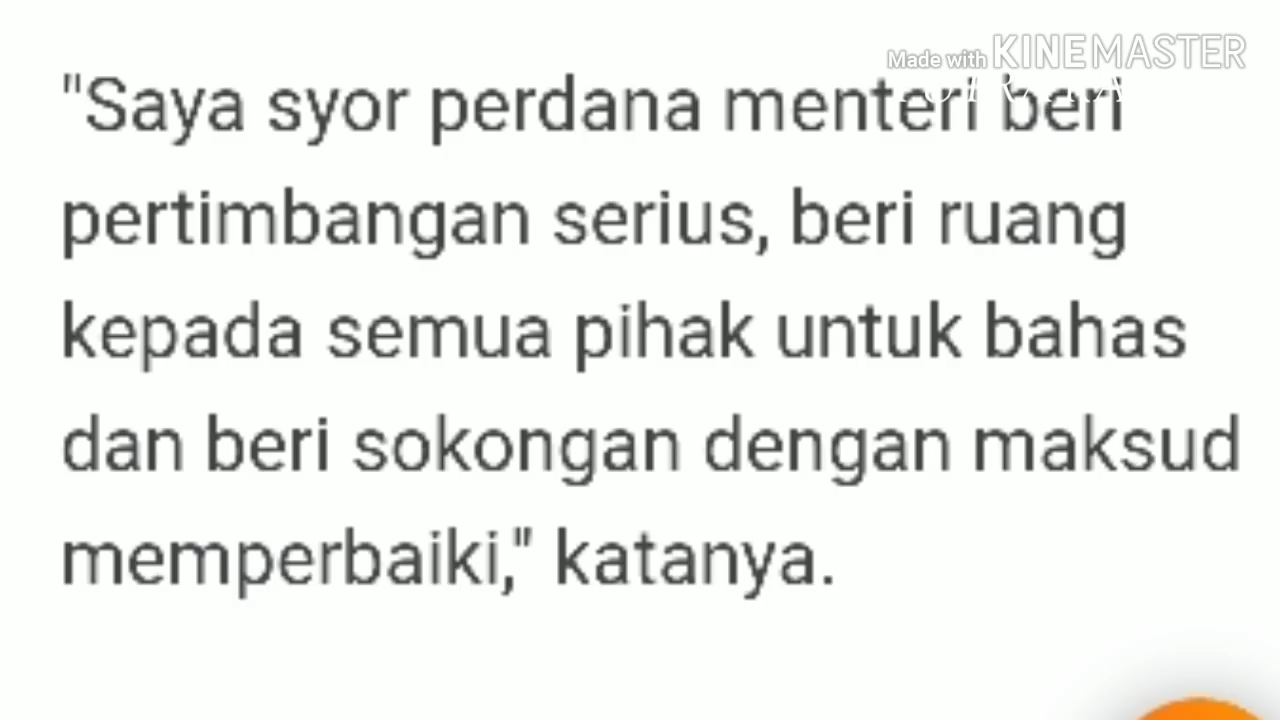 Made with KINEMASTER
"Saya syor perdana menteri beri
pertimbangan serius, beri ruang
kepada semua pihak untuk bahas
dan beri sokongan dengan maksud
memperbaiki," katanya.